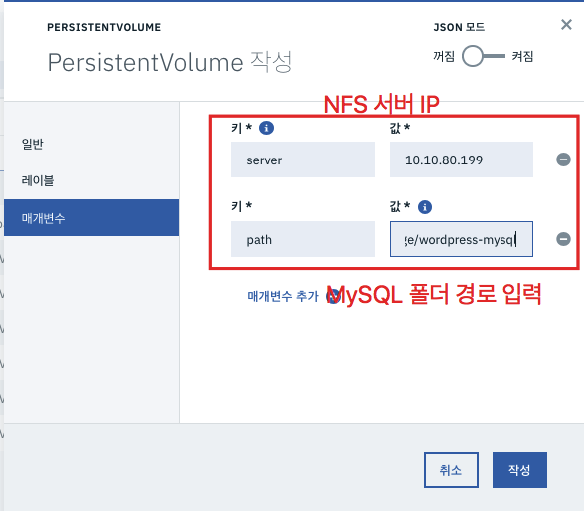 PERSISTENTVOLUME
JSON 모드
PersistentVolume 작성
꺼짐 켜짐
NFS 서버 IP
일반
레이블
매개변수
키 * 값 *
server 10.10.80.199
키 * 값 *
path ge/wordpress-mysql
매개변수 추가
MySQL 폴더 경로 입력
취소 작성